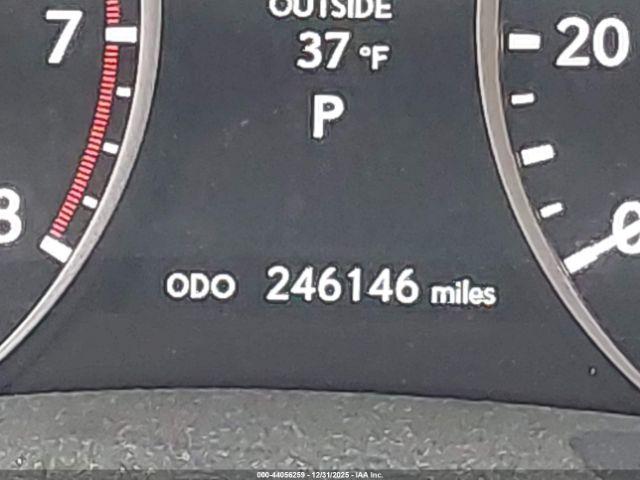 OUTSIDE
7
37 °F
20
P
8
0
ODO 246146 miles
000-44056259 - 12/31/2025 - IAA Inc.